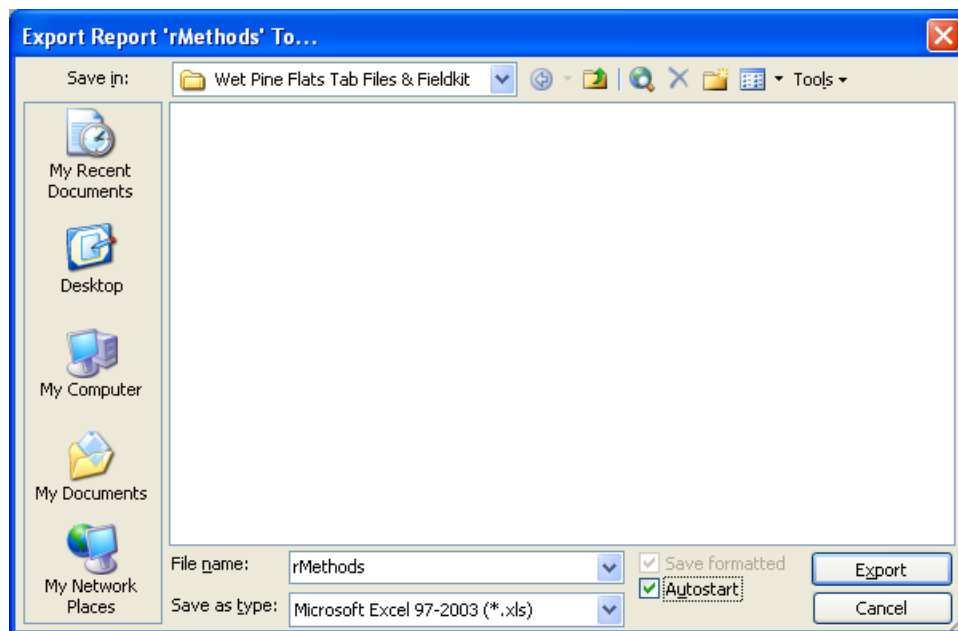 Export Report 'rMethods' To...
Save in:
Wet Pine Flats Tab Files & Fieldkit
Tools
My Recent
Documents
Desktop
My Computer
My Documents
My Network
Places
File name:
rMethods
Save as type:
Microsoft Excel 97-2003 (*.xls)
Save formatted
Autostart
Export
Cancel